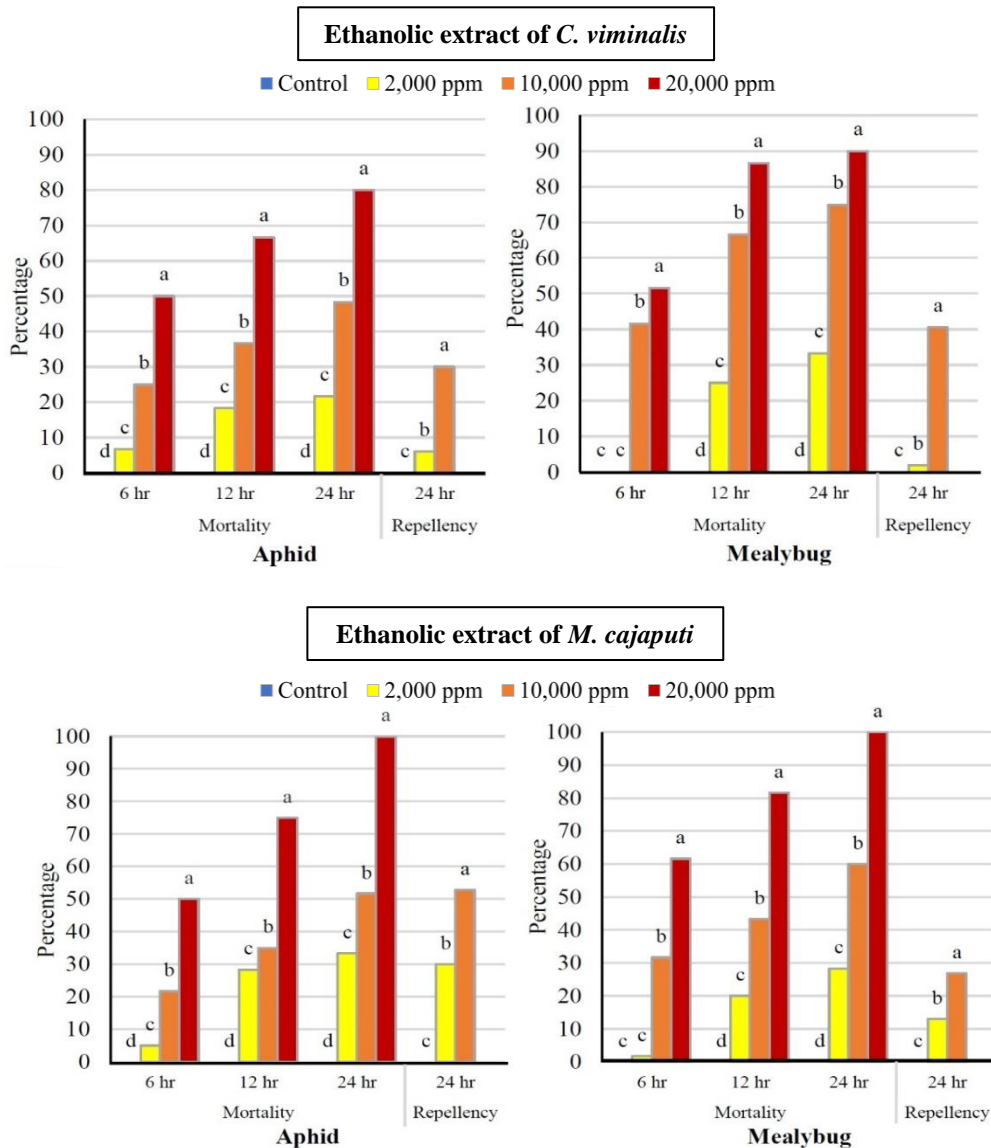 Ethanolic extract of C. viminalis
Control 2,000 ppm 10,000 ppm 20,000 ppm
100
90
80
70
60
50
40
30
20
10
0
Percentage
d c b a
d c b a
d c b a
c b a
6 hr 12 hr 24 hr 24 hr
Mortality Repellency
Aphid
100
90
80
70
60
50
40
30
20
10
0
Percentage
c c b a
d c b a
d c b a
c b a
6 hr 12 hr 24 hr 24 hr
Mortality Repellency
Mealybug
Ethanolic extract of M. cajaputi
Control 2,000 ppm 10,000 ppm 20,000 ppm
100
90
80
70
60
50
40
30
20
10
0
Percentage
d c b a
d c b a
d c b a
c b a
6 hr 12 hr 24 hr 24 hr
Mortality Repellency
Aphid
100
90
80
70
60
50
40
30
20
10
0
Percentage
c c b a
d c b a
d c b a
c b a
6 hr 12 hr 24 hr 24 hr
Mortality Repellency
Mealybug